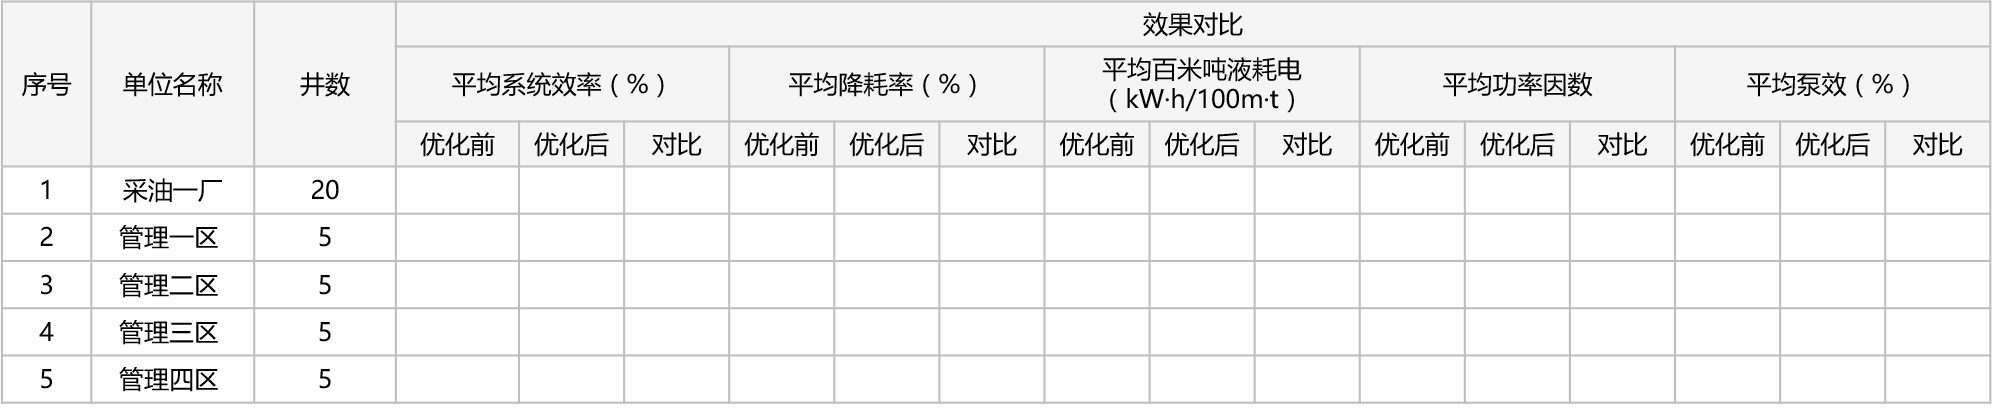 效果对比
序号 单位名称 井数 平均系统效率（%） 平均降耗率（%） 平均百米吨液耗电 平均功率因数 平均泵效（%）
（kW·h/100m·t）
优化前 优化后 对比 优化前 优化后 对比 优化前 优化后 对比 优化前 优化后 对比 优化前 优化后 对比
1 采油一厂 20
2 管理一区 5
3 管理二区 5
4 管理三区 5
5 管理四区 5